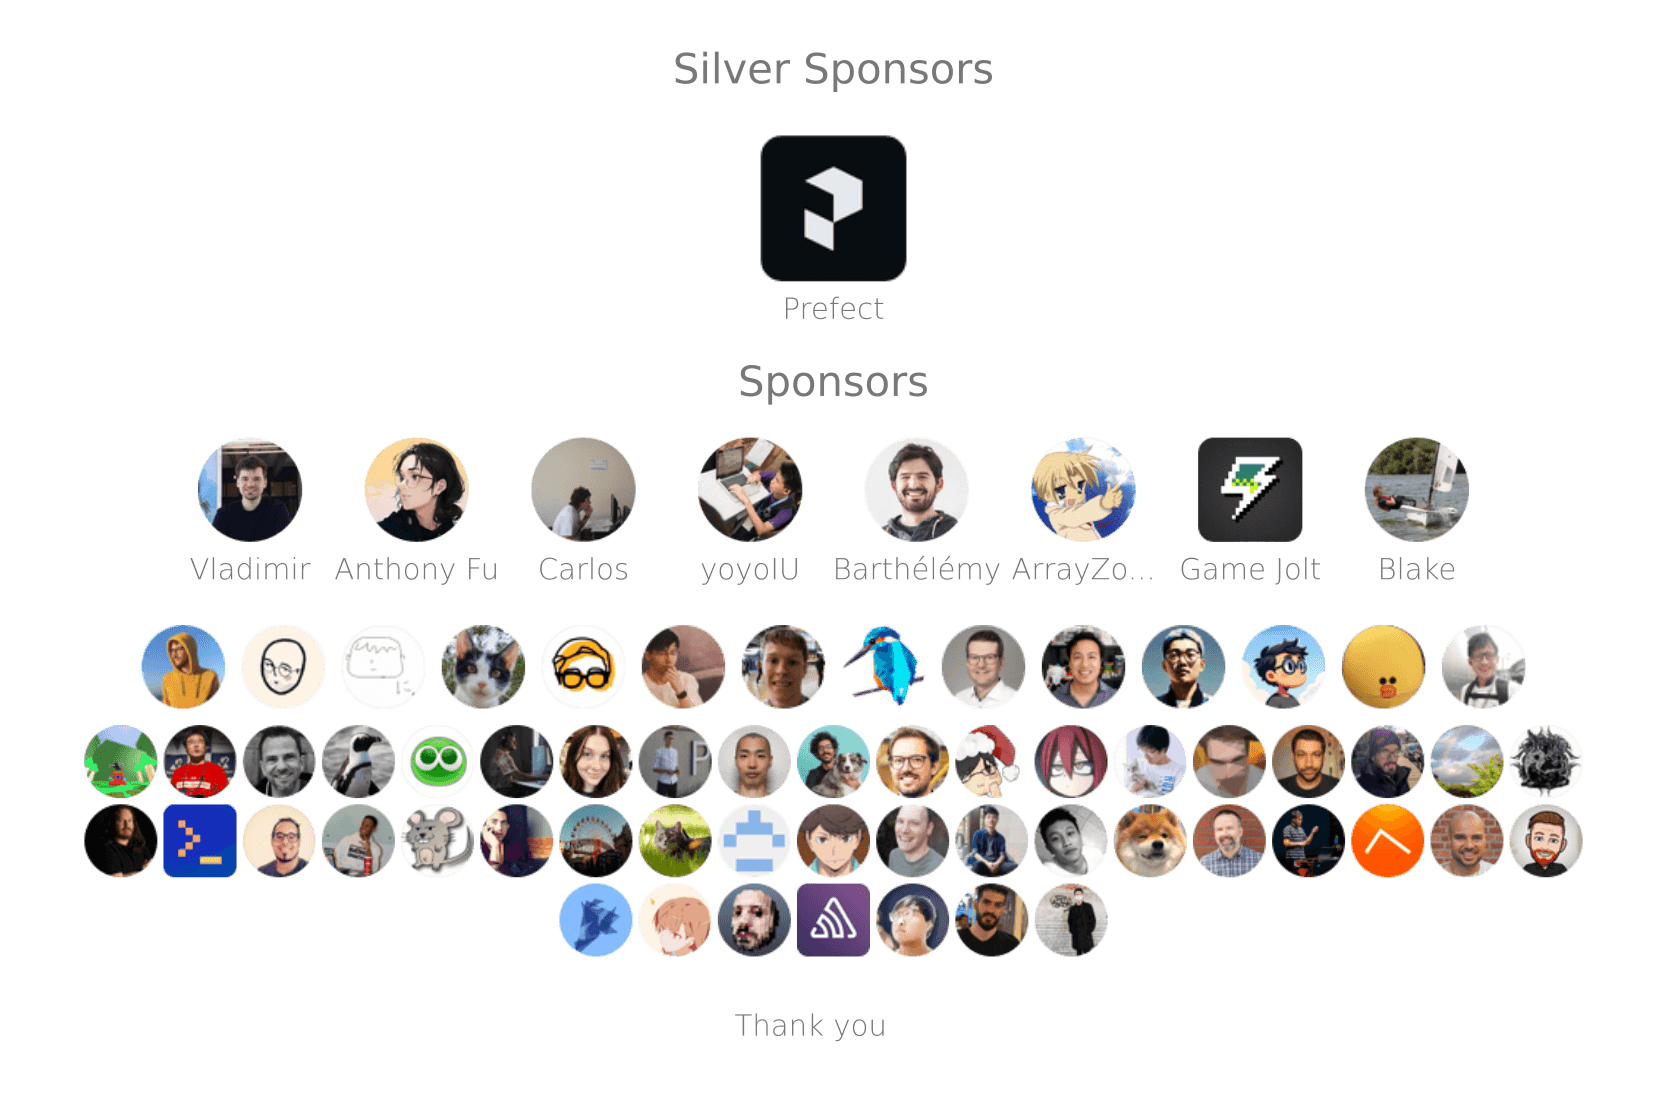 Silver Sponsors
Prefect
Sponsors
Vladimir Anthony Fu Carlos yoyoIU Barthélémy ArrayZo... Game Jolt Blake
P
Thank you